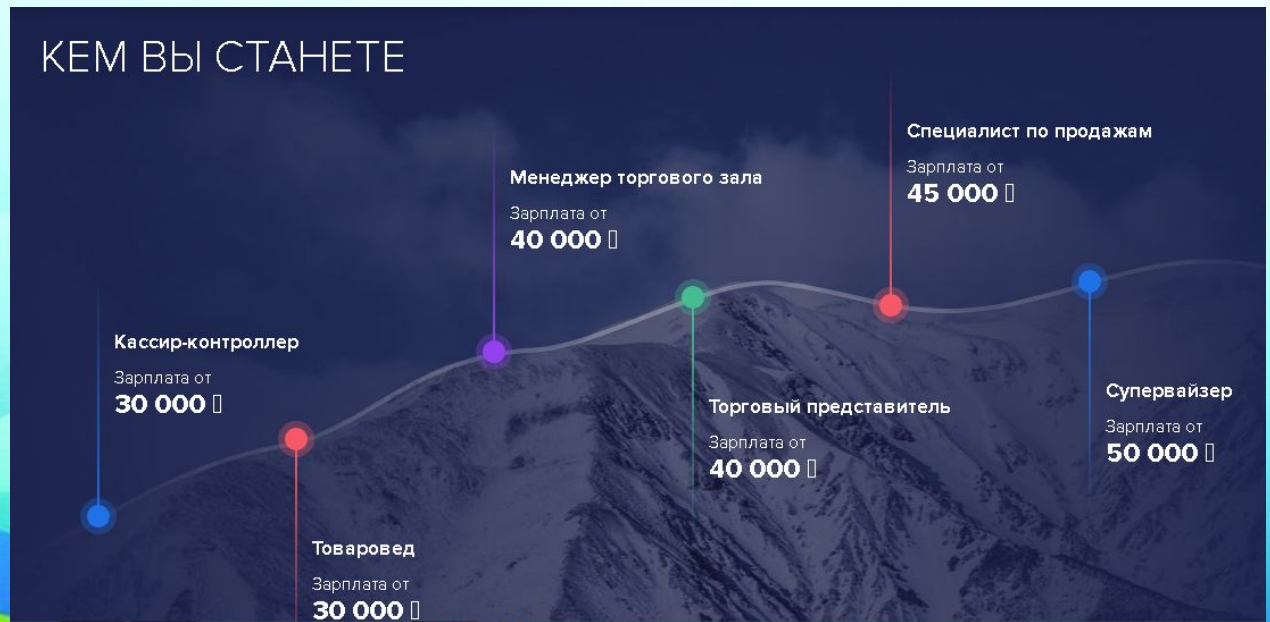 КЕМ ВЫ СТАНЕТЕ
Кассир-контроллер
Зарплата от
30 000 ▯
Товаровед
Зарплата от
30 000 ▯
Менеджер торгового зала
Зарплата от
40 000 ▯
Торговый представитель
Зарплата от
40 000 ▯
Специалист по продажам
Зарплата от
45 000 ▯
Супервайзер
Зарплата от
50 000 ▯